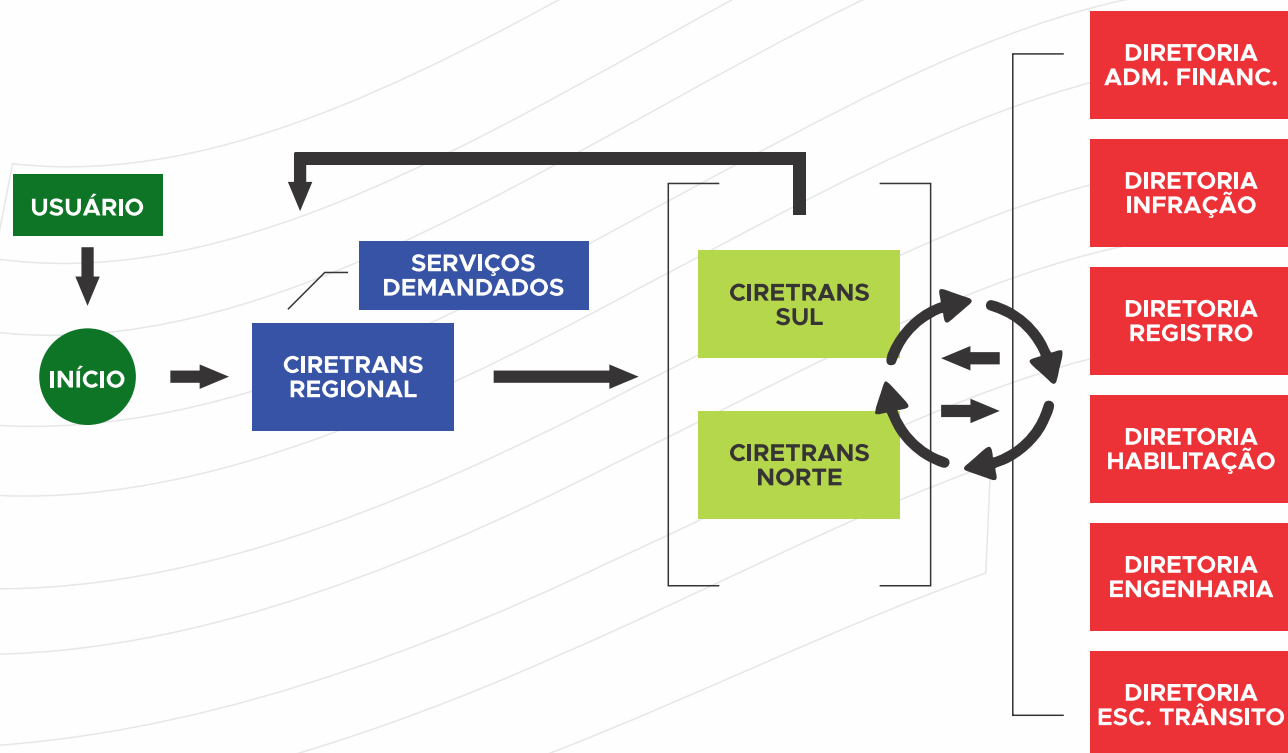 USUÁRIO
INÍCIO
SERVIÇOS
DEMANDADOS
CIRETRANS
REGIONAL
CIRETRANS
SUL
CIRETRANS
NORTE
DIRETORIA
ADM. FINANC.
DIRETORIA
INFRAÇÃO
DIRETORIA
REGISTRO
DIRETORIA
HABILITAÇÃO
DIRETORIA
ENGENHARIA
DIRETORIA
ESC. TRÂNSITO